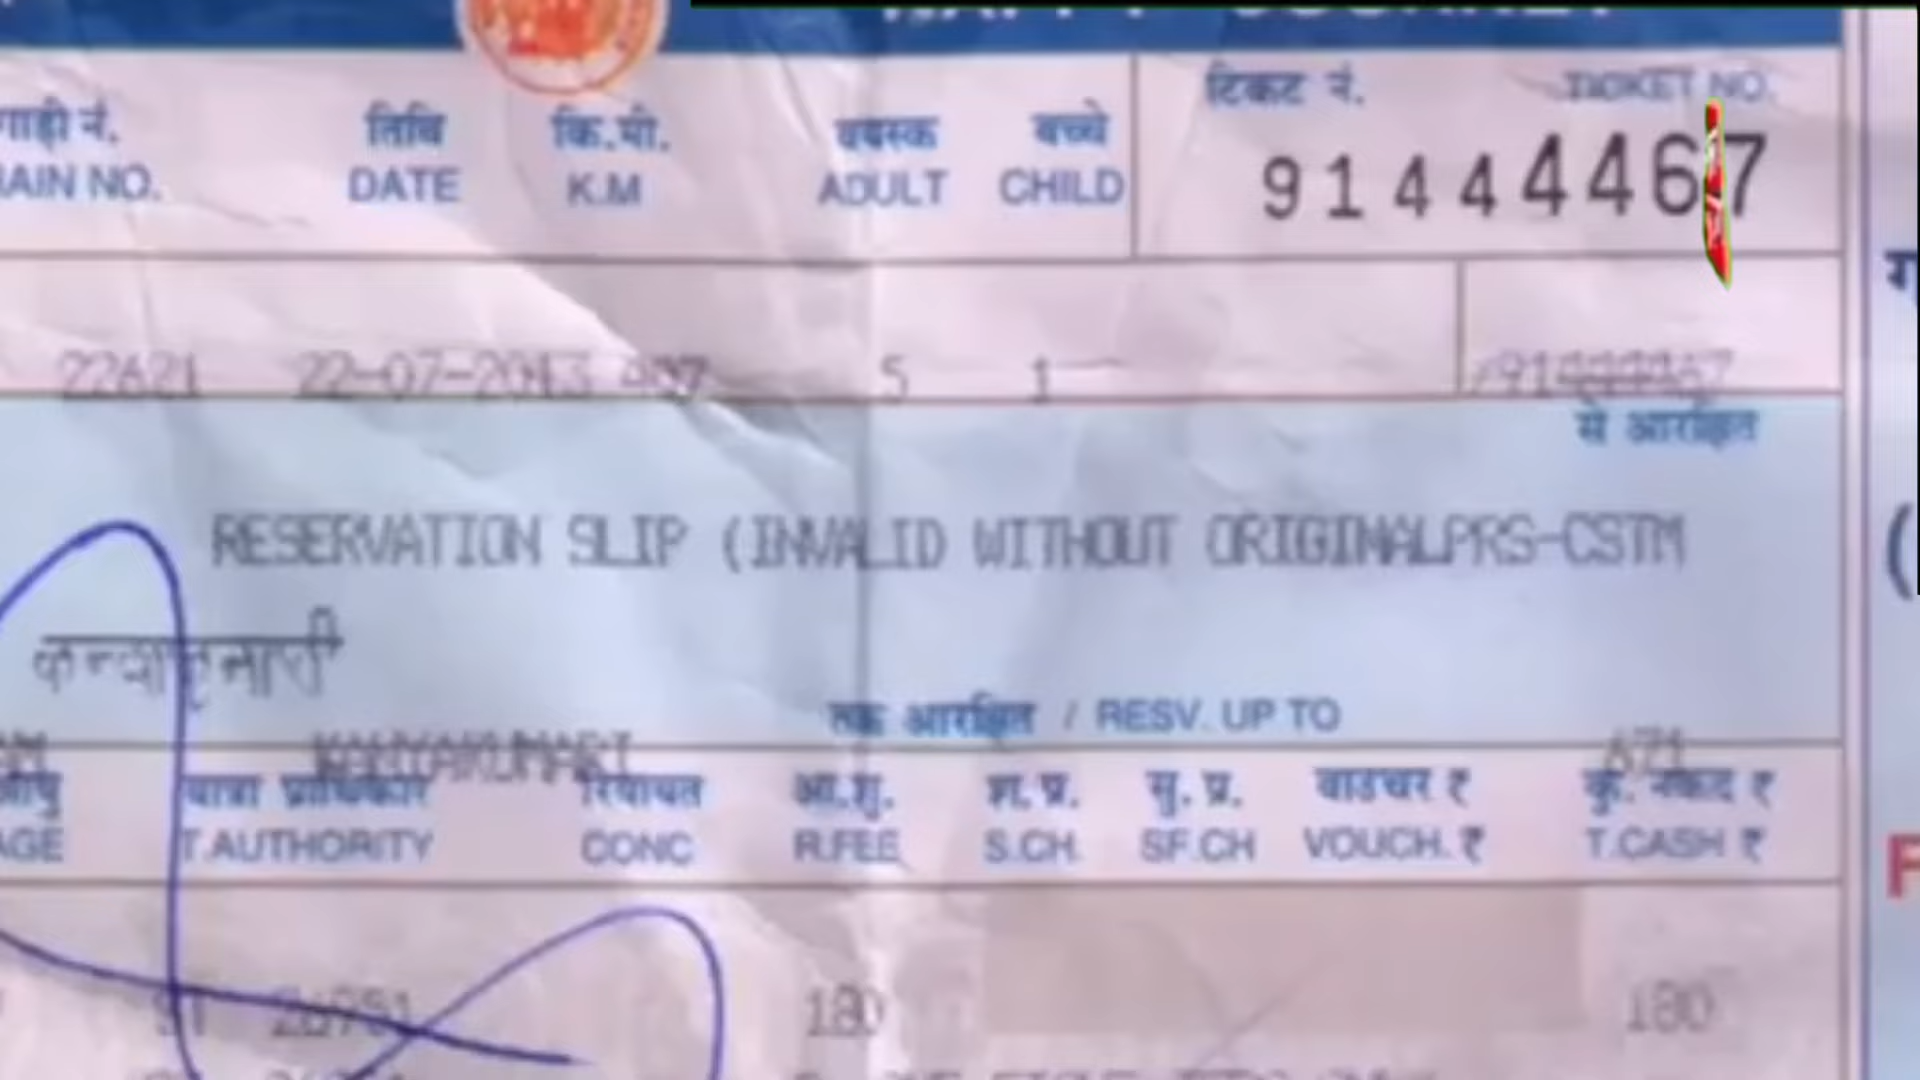 टिकट नं. TICKET NO.
गाड़ी नं. तिथि कि.मी. वयस्क बच्चे
DATE K.M ADULT CHILD
91444467
22621 22-07-2013 5 1
से आरक्षित
RESERVATION SLIP (INVALID WITHOUT ORIGINALPRS-CSTM
कन्याकुमारी
तक आरक्षित / RESV. UP TO
KANYAKUMARI 671
यात्रा प्राधिकार रियायत आ.शु. सु. प्र. वाउचर ₹ कु. नकद ₹
AGE T.AUTHORITY CONC R.FEE S.CH. SF.CH VOUCH. ₹ T.CASH ₹
180 180